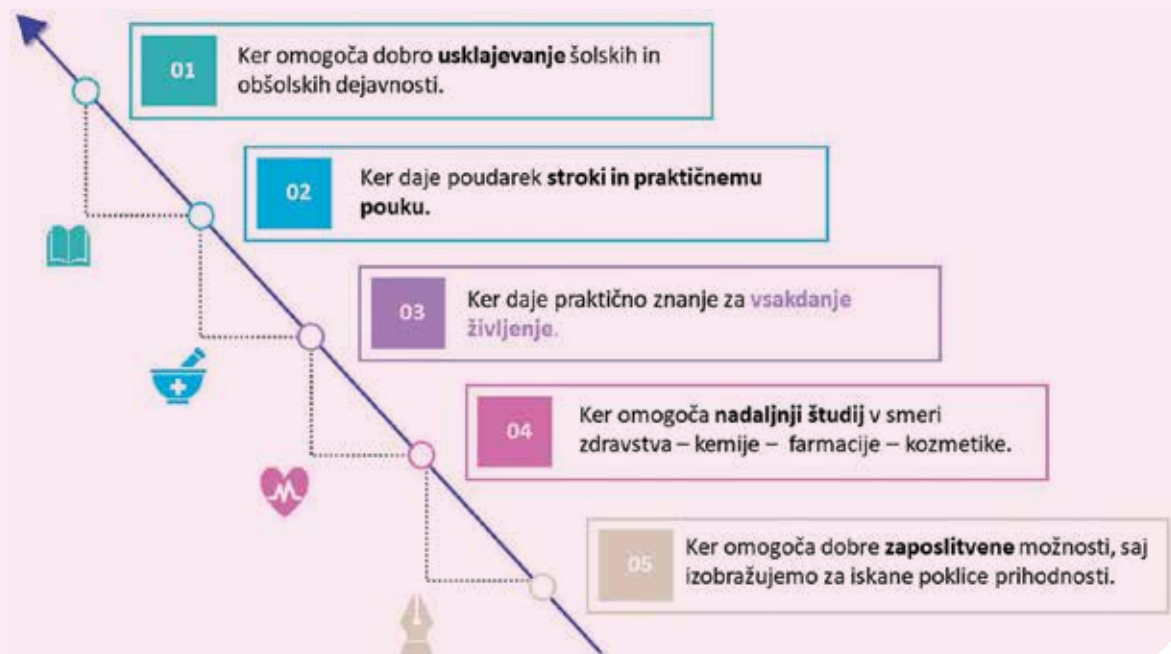 01
Ker omogoča dobro usklajevanje šolskih in
obšolskih dejavnosti.
02
Ker daje poudarek stroki in praktičnemu
pouku.
03
Ker daje praktično znanje za vsakdanje
življenje.
04
Ker omogoča nadaljnji študij v smeri
zdravstva – kemije – farmacije – kozmetike.
05
Ker omogoča dobre zaposlitvene možnosti, saj
izobražujemo za iskane poklice prihodnosti.